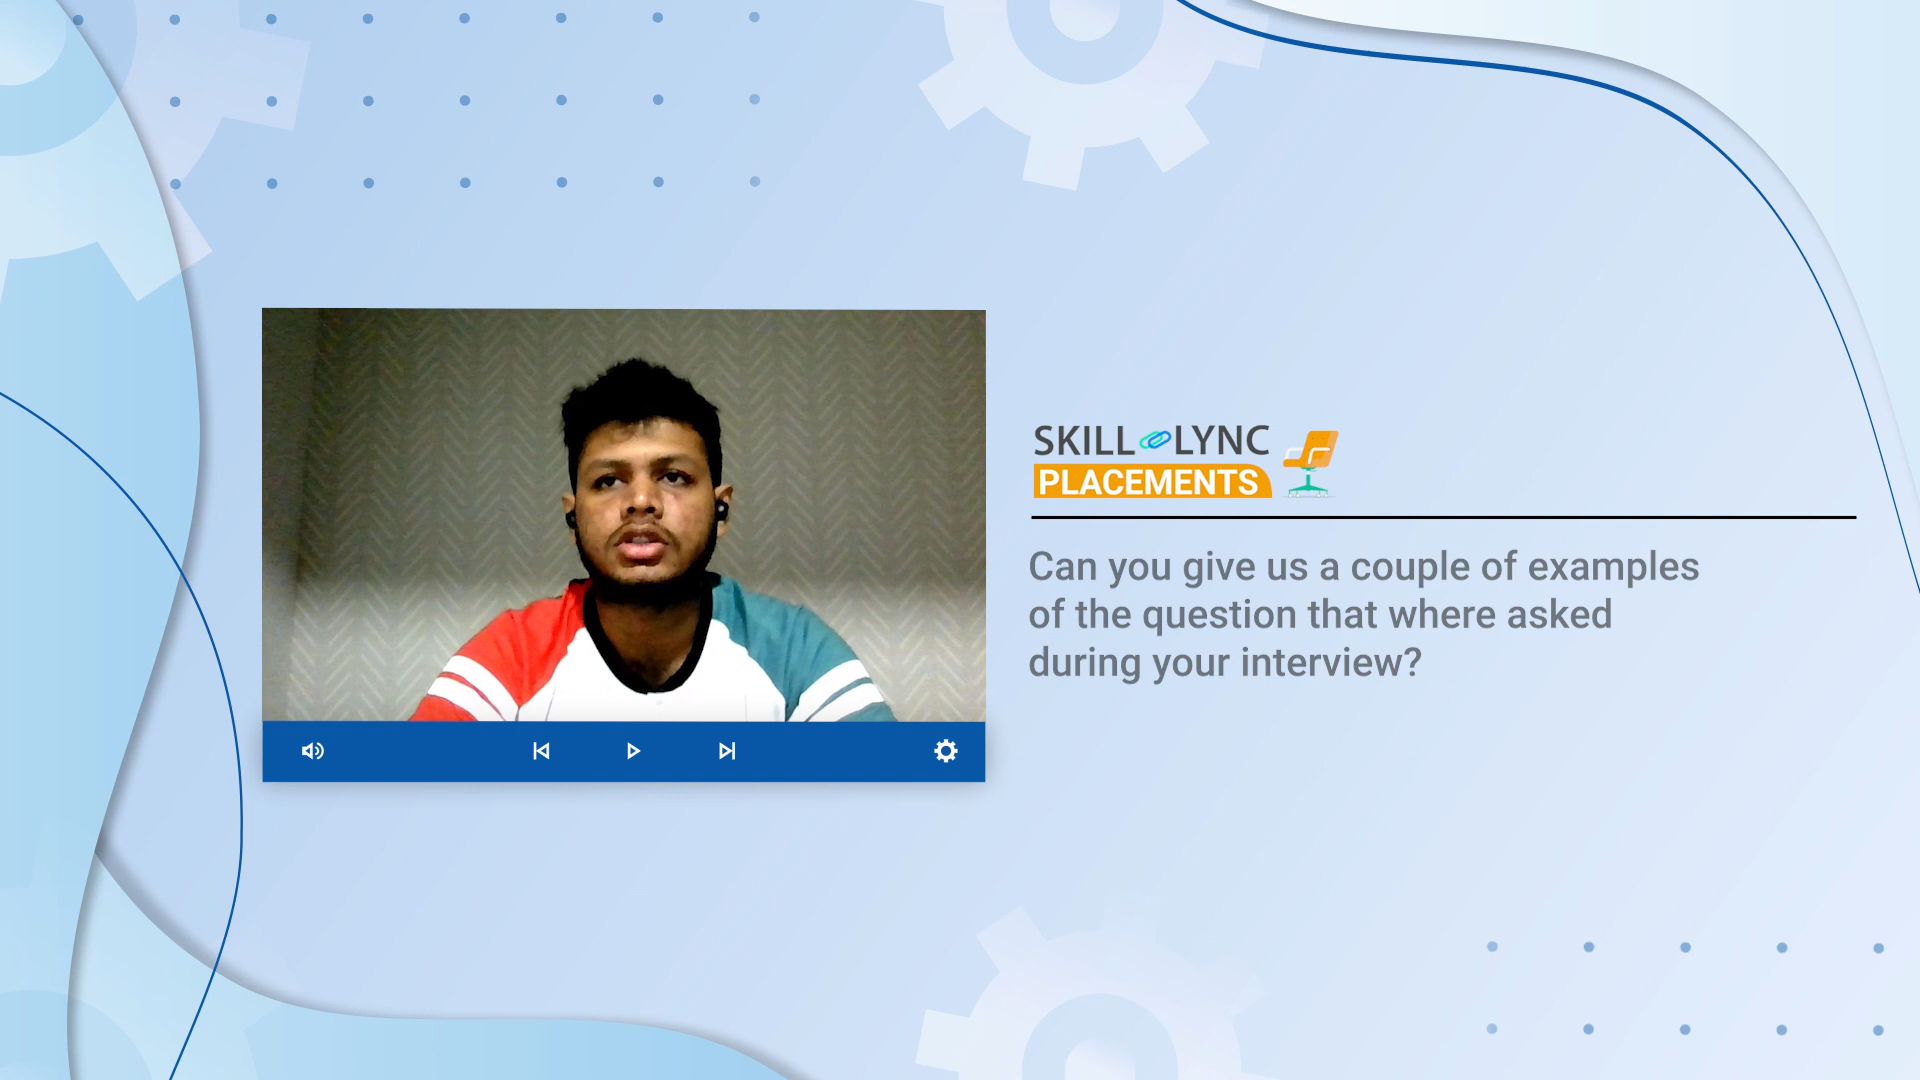 SKILL LYNC
PLACEMENTS
Can you give us a couple of examples
of the question that where asked
during your interview?